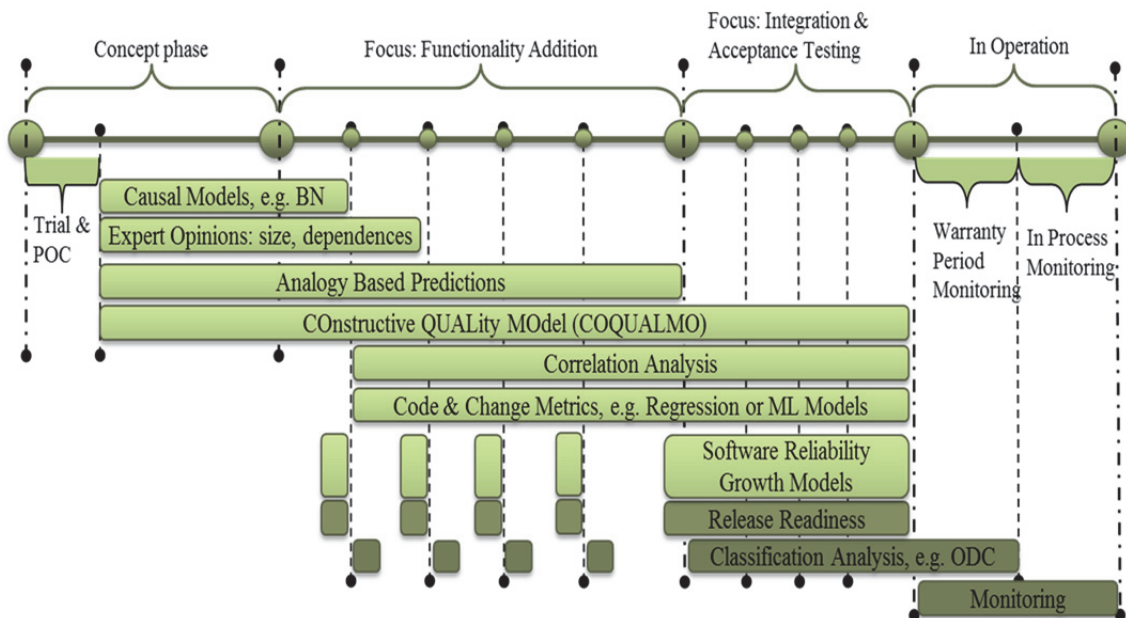 Concept phase
Focus: Functionality Addition
Focus: Integration &
Acceptance Testing
In Operation
Trial &
POC
Causal Models, e.g. BN
Expert Opinions: size, dependences
Analogy Based Predictions
COnstructive QUALity MOdel (COQUALMO)
Correlation Analysis
Code & Change Metrics, e.g. Regression or ML Models
Warranty
Period
Monitoring
In Process
Monitoring
Software Reliability
Growth Models
Release Readiness
Classification Analysis, e.g. ODC
Monitoring